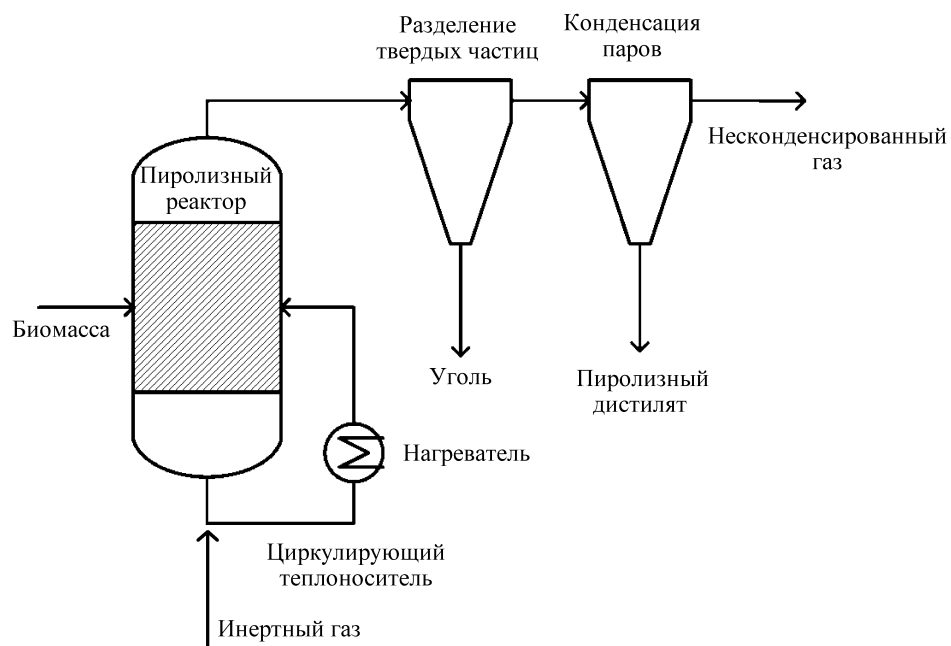 Разделение
твердых частиц
Конденсация
паров
Несконденсированный
газ
Пиролизный
реактор
Биомасса
Уголь
Пиролизный
дистилят
Нагреватель
Циркулирующий
теплоноситель
Инертный газ